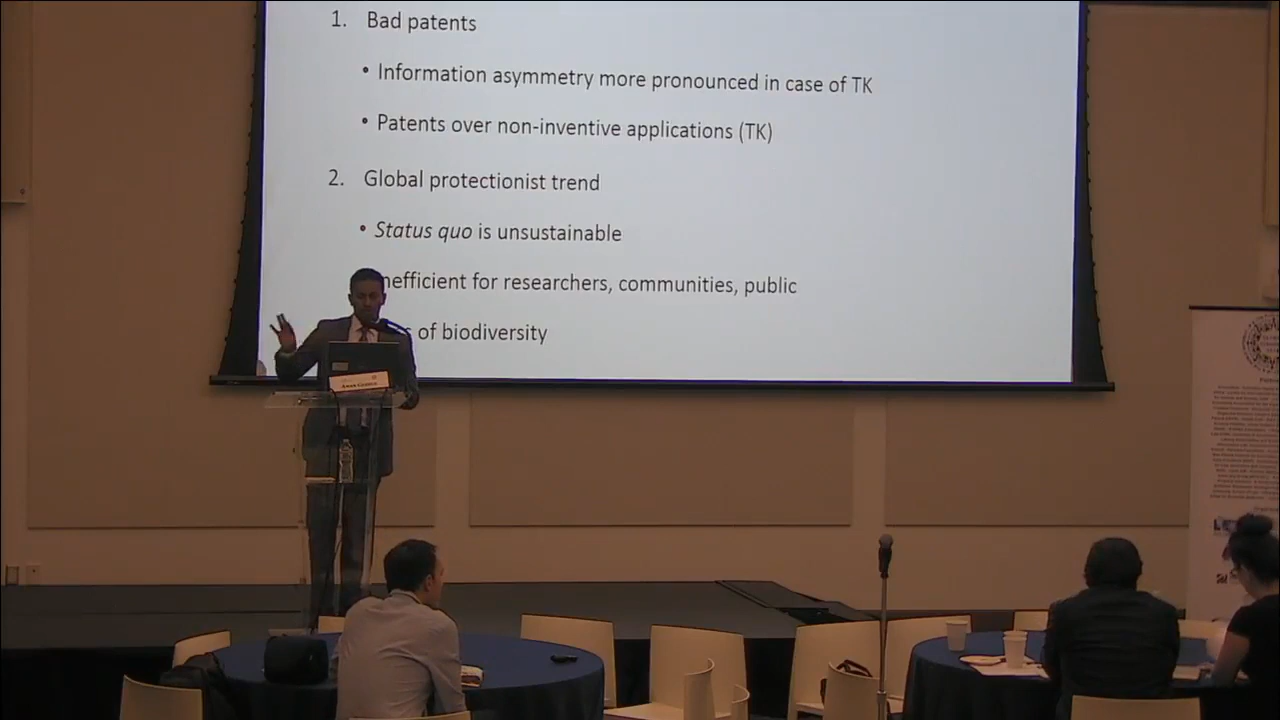 1. Bad patents
• Information asymmetry more pronounced in case of TK
• Patents over non-inventive applications (TK)
2. Global protectionist trend
• Status quo is unsustainable
nefficient for researchers, communities, public
of biodiversity